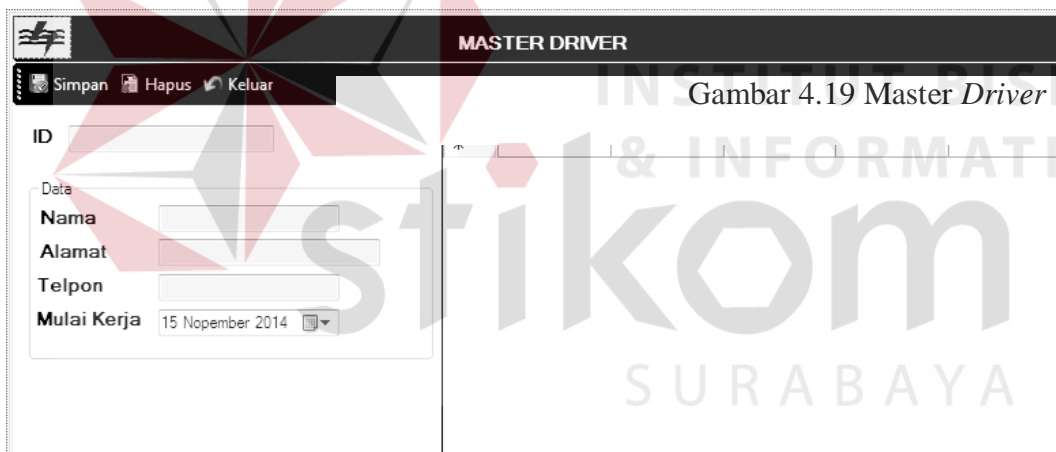 MASTER DRIVER
Simpan Hapus Keluar
Gambar 4.19 Master Driver
INSTITUT BIS
& INFORMATI
stikom
SURABAYA
ID
Data
Nama
Alamat
Telpon
Mulai Kerja 15 Nopember 2014